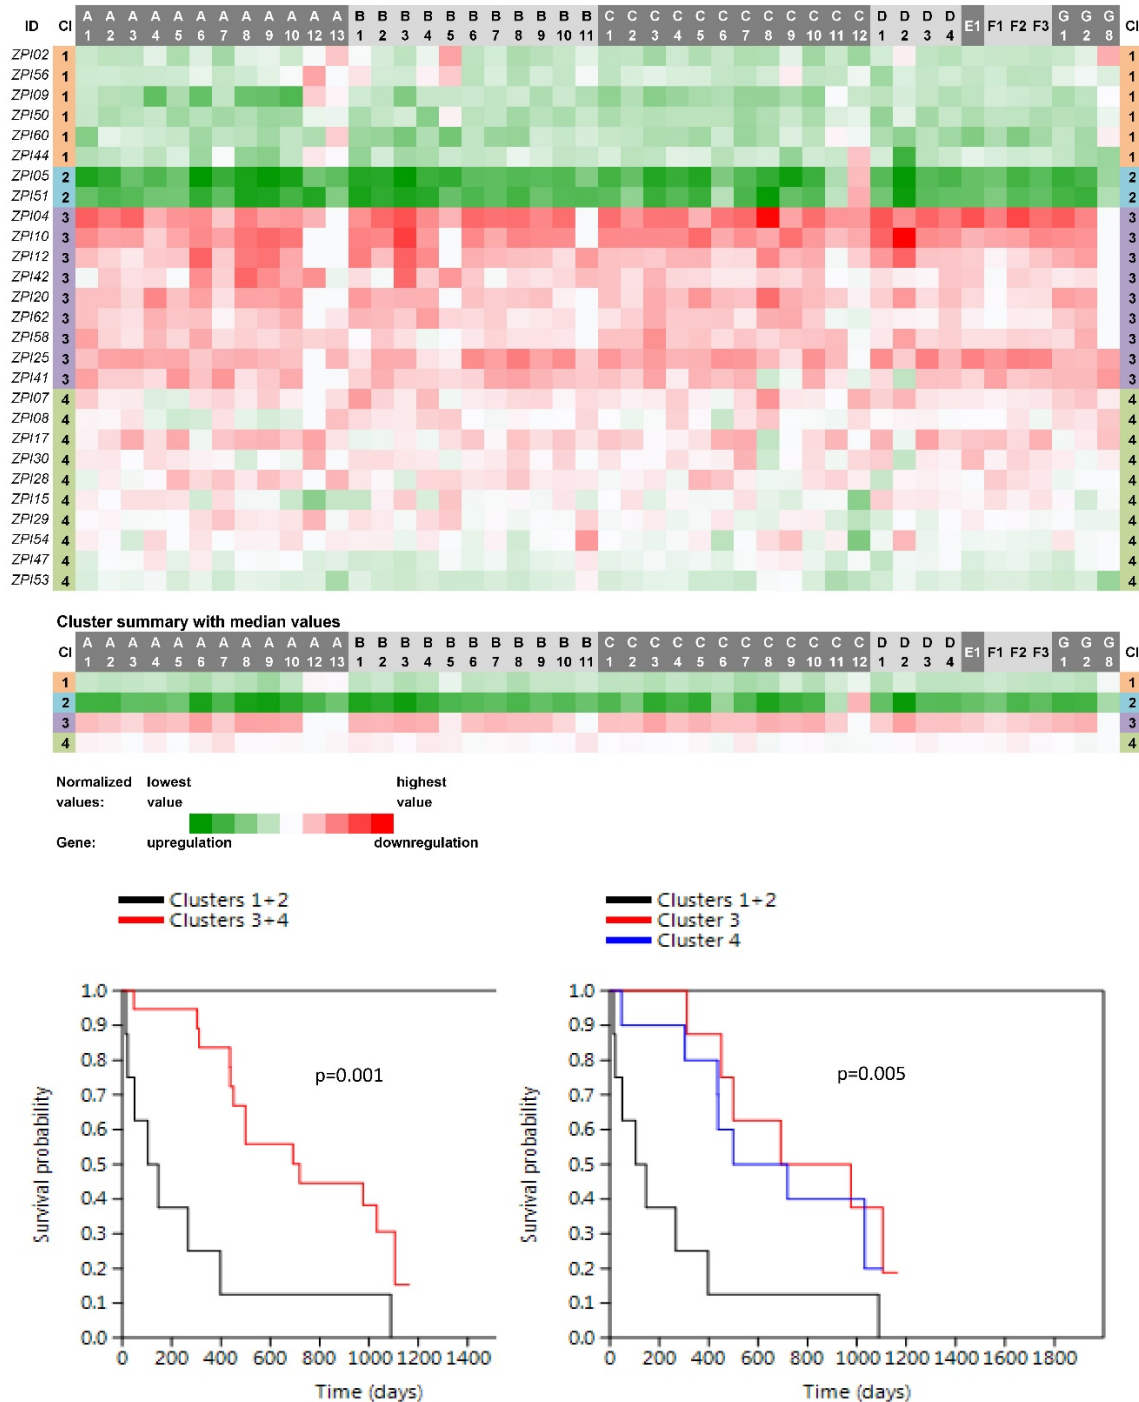 ID CI A A A A A A A A A A A A B B B B B B B B B B B C C C C C C C C C C C C D D D D E1 F1 F2 F3 G G G CI
1 2 3 4 5 6 7 8 9 10 12 13 1 2 3 4 5 6 7 8 9 10 11 1 2 3 4 5 6 7 8 9 10 11 12 1 2 3 4 1 2 8
ZPI02 1 1
ZPI56 1 1
ZPI09 1 1
ZPI50 1 1
ZPI60 1 1
ZPI44 1 1
ZPI05 2 2
ZPI51 2 2
ZPI04 3 3
ZPI10 3 3
ZPI12 3 3
ZPI42 3 3
ZPI20 3 3
ZPI62 3 3
ZPI58 3 3
ZPI25 3 3
ZPI41 3 3
ZPI07 4 4
ZPI08 4 4
ZPI17 4 4
ZPI30 4 4
ZPI28 4 4
ZPI15 4 4
ZPI29 4 4
ZPI54 4 4
ZPI47 4 4
ZPI53 4 4
Cluster summary with median values
CI A A A A A A A A A A A A B B B B B B B B B B B C C C C C C C C C C C C D D D D E1 F1 F2 F3 G G G CI
1 2 3 4 5 6 7 8 9 10 12 13 1 2 3 4 5 6 7 8 9 10 11 1 2 3 4 5 6 7 8 9 10 11 12 1 2 3 4 1 2 8
1 1
2 2
3 3
4 4
Normalized lowest highest
values: value value
Gene: upregulation downregulation
Clusters 1+2
Clusters 3+4
1.0
0.9
0.8
0.7
0.6
0.5
0.4
0.3
0.2
0.1
0.0
Survival probability
p=0.001
0 200 400 600 800 1000 1200 1400
Time (days)
Clusters 1+2
Cluster 3
Cluster 4
1.0
0.9
0.8
0.7
0.6
0.5
0.4
0.3
0.2
0.1
0.0
Survival probability
p=0.005
0 200 400 600 800 1000 1200 1400 1600 1800
Time (days)